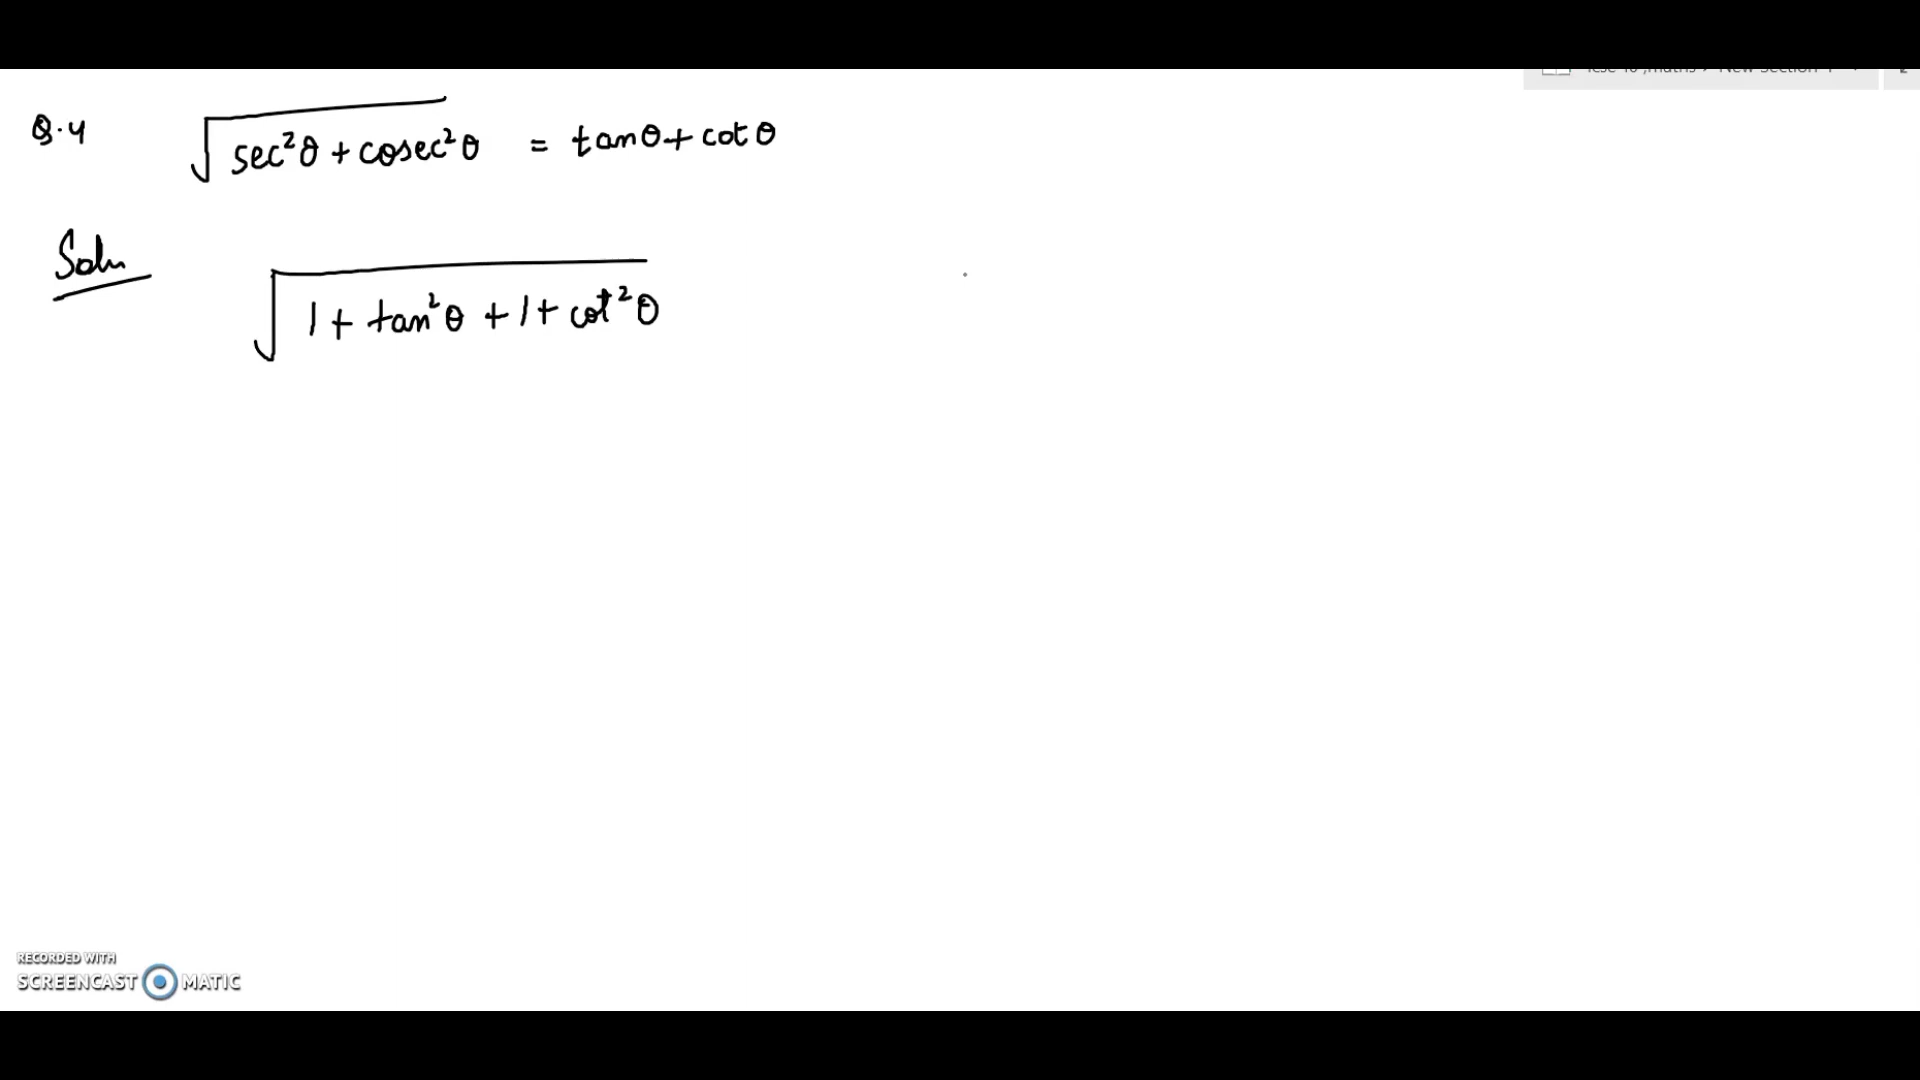 Q.4 √sec²θ + cosec²θ = tanθ + cotθ
Soln
√1 + tan²θ + 1 + cot²θ
RECORDED WITH
SCREENCAST MATIC